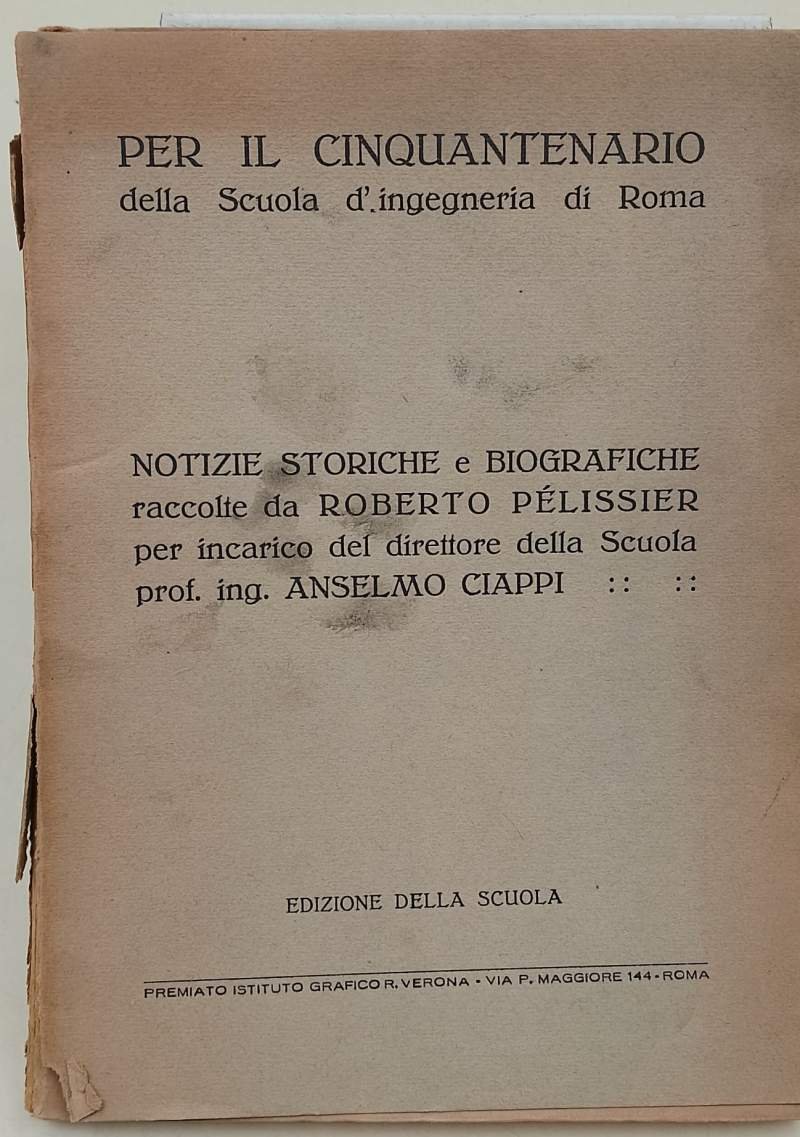 PER IL CINQUANTENARIO
della Scuola d'.ingegneria di Roma
NOTIZIE STORICHE e BIOGRAFICHE
raccolte da ROBERTO PÉLISSIER
per incarico del direttore della Scuola
prof. ing. ANSELMO CIAPPI :: ::
EDIZIONE DELLA SCUOLA
PREMIATO ISTITUTO GRAFICO R. VERONA - VIA P. MAGGIORE 144 - ROMA